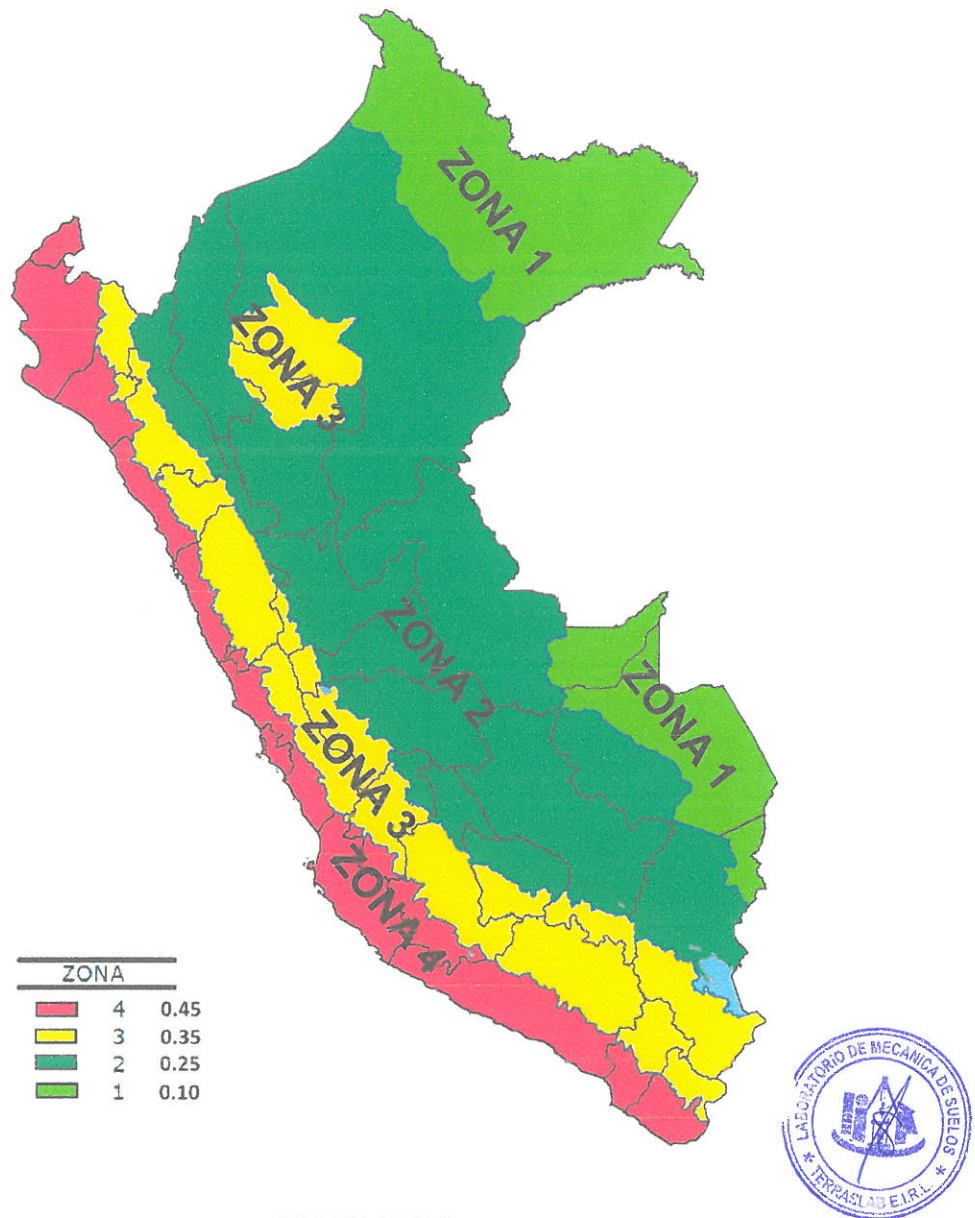 ZONA 1
ZONA 3
ZONA 2
ZONA 1
ZONA 3
ZONA 4
ZONA
4 0.45
3 0.35
2 0.25
1 0.10
LABORATORIO DE MECANICA DE SUELOS
* TERRASLAB E.I.R.L. *